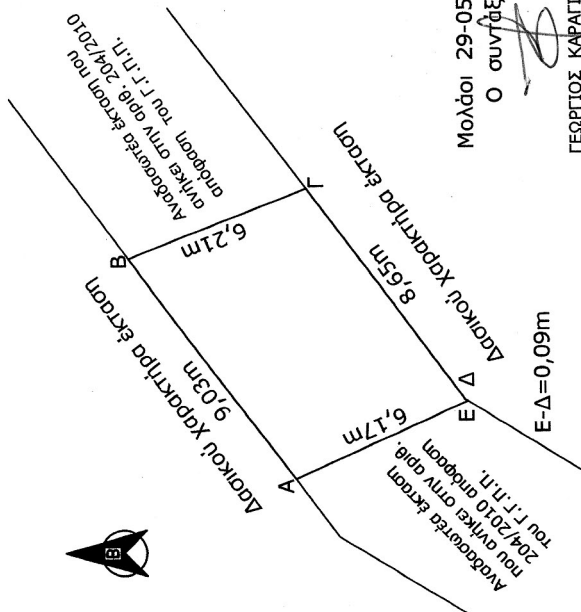 Β
Αναδασωτέα έκταση που
ανήκει στην αριθ. 204/2010
απόφαση του Γ.Γ.Π.Π.
Β
6,21m
Γ
Δασικού Χαρακτήρα έκταση
9,03m
Α
6,17m
8,65m
Δασικού Χαρακτήρα έκταση
Ε Δ
Αναδασωτέα έκταση
που ανήκει στην αριθ.
204/2010 απόφαση
του Γ.Γ.Π.Π.
Ε-Δ=0,09m
Μολάοι 29-05
Ο συντάξ
ΓΕΩΡΓΙΟΣ ΚΑΡΑΓΙ